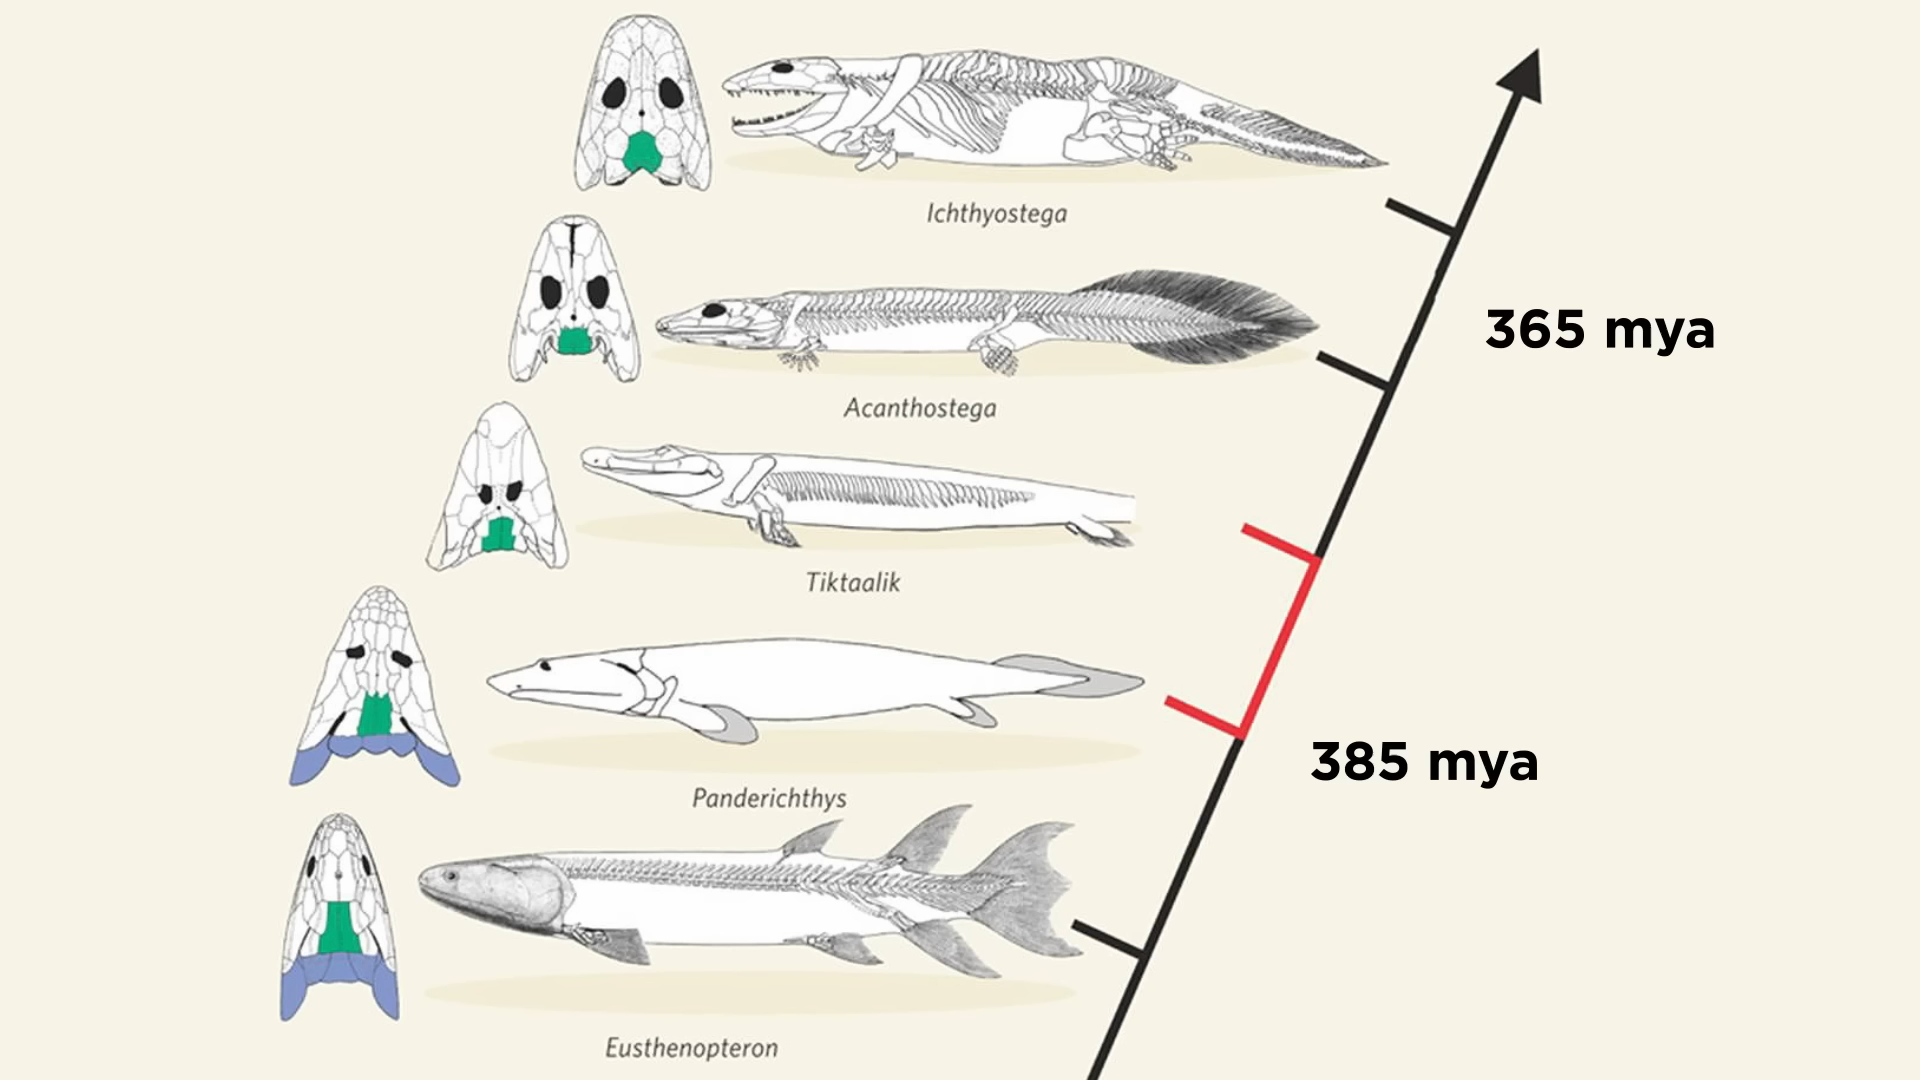 Ichthyostega
365 mya
Acanthostega
Tiktaalik
385 mya
Panderichthys
Eusthenopteron